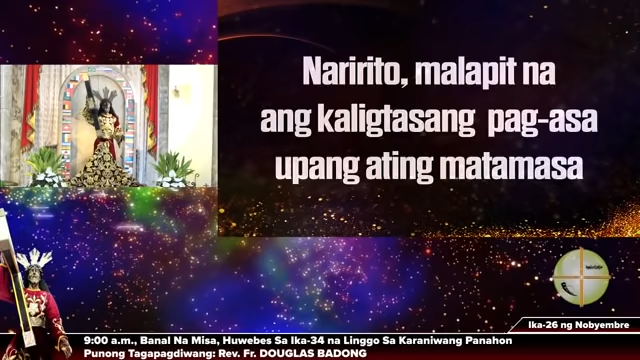 Naririto, malapit na
ang kaligtasang pag-asa
upang ating matamasa
Ika-26 ng Nobyembre
9:00 a.m., Banal Na Misa, Huwebes Sa Ika-34 na Linggo Sa Karaniwang Panahon
Punong Tagapagdiwang: Rev. Fr. DOUGLAS BADONG